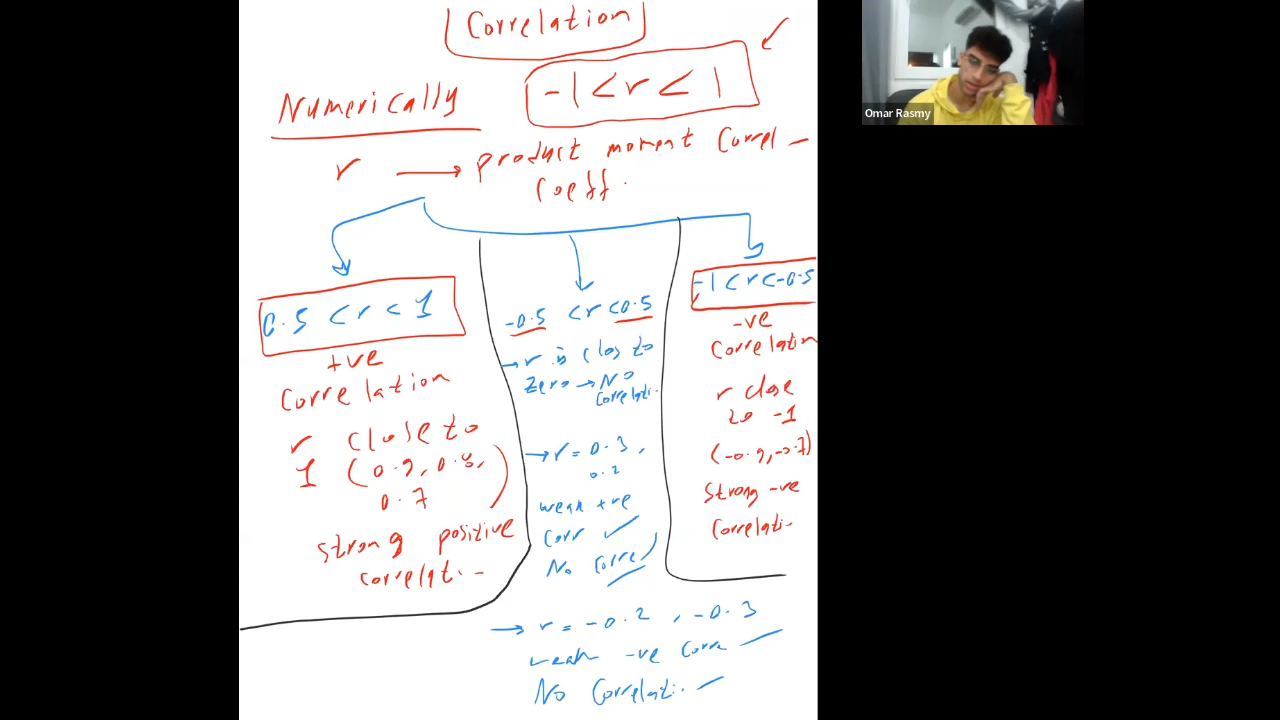 Correlation
-1 < r < 1
Numerically
r → product moment Correl -
Coeff.
0.5 < r < 1
+ve
Correlation
r close to
1 (0.9, 0.8,
0.7)
strong positive
correlati -
-0.5 < r < 0.5
→ r is clos to
zero → No
Correlati.
→ r = 0.3,
0.2
weak +ve
Corr ✓
No Corre
→ r = -0.2, -0.3
weak -ve Corre
No Correlati.
-1 < r < -0.5
-ve
Correlation
r close
to -1
(-0.9, -0.7)
Strong -ve
Correlati-
Omar Rasmy